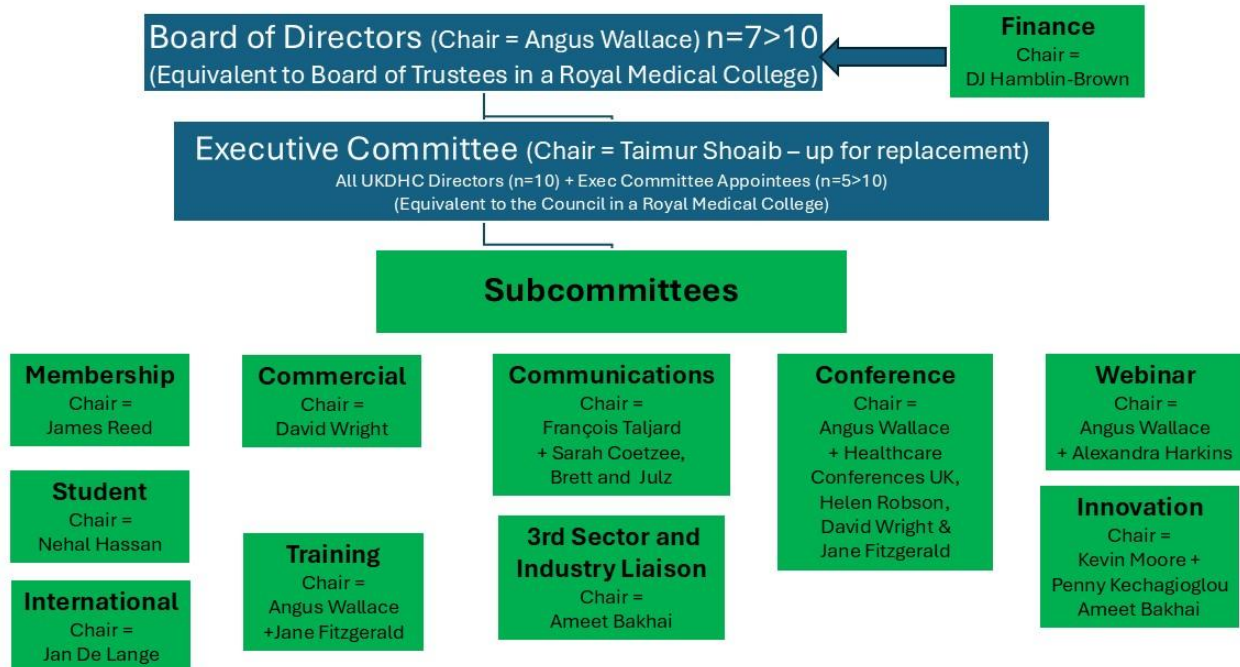 Board of Directors (Chair = Angus Wallace) n=7>10
(Equivalent to Board of Trustees in a Royal Medical College)
Finance
Chair =
DJ Hamblin-Brown
Executive Committee (Chair = Taimur Shoaib – up for replacement)
All UKDHC Directors (n=10) + Exec Committee Appointees (n=5>10)
(Equivalent to the Council in a Royal Medical College)
Subcommittees
Membership
Chair =
James Reed
Commercial
Chair =
David Wright
Communications
Chair =
François Taljard
+ Sarah Coetzee,
Brett and Julz
Conference
Chair =
Angus Wallace
+ Healthcare
Conferences UK,
Helen Robson,
David Wright &
Jane Fitzgerald
Webinar
Chair =
Angus Wallace
+ Alexandra Harkins
Student
Chair =
Nehal Hassan
Training
Chair =
Angus Wallace
+Jane Fitzgerald
3rd Sector and
Industry Liaison
Chair =
Ameet Bakhai
Innovation
Chair =
Kevin Moore +
Penny Kechagioglou
Ameet Bakhai
International
Chair =
Jan De Lange